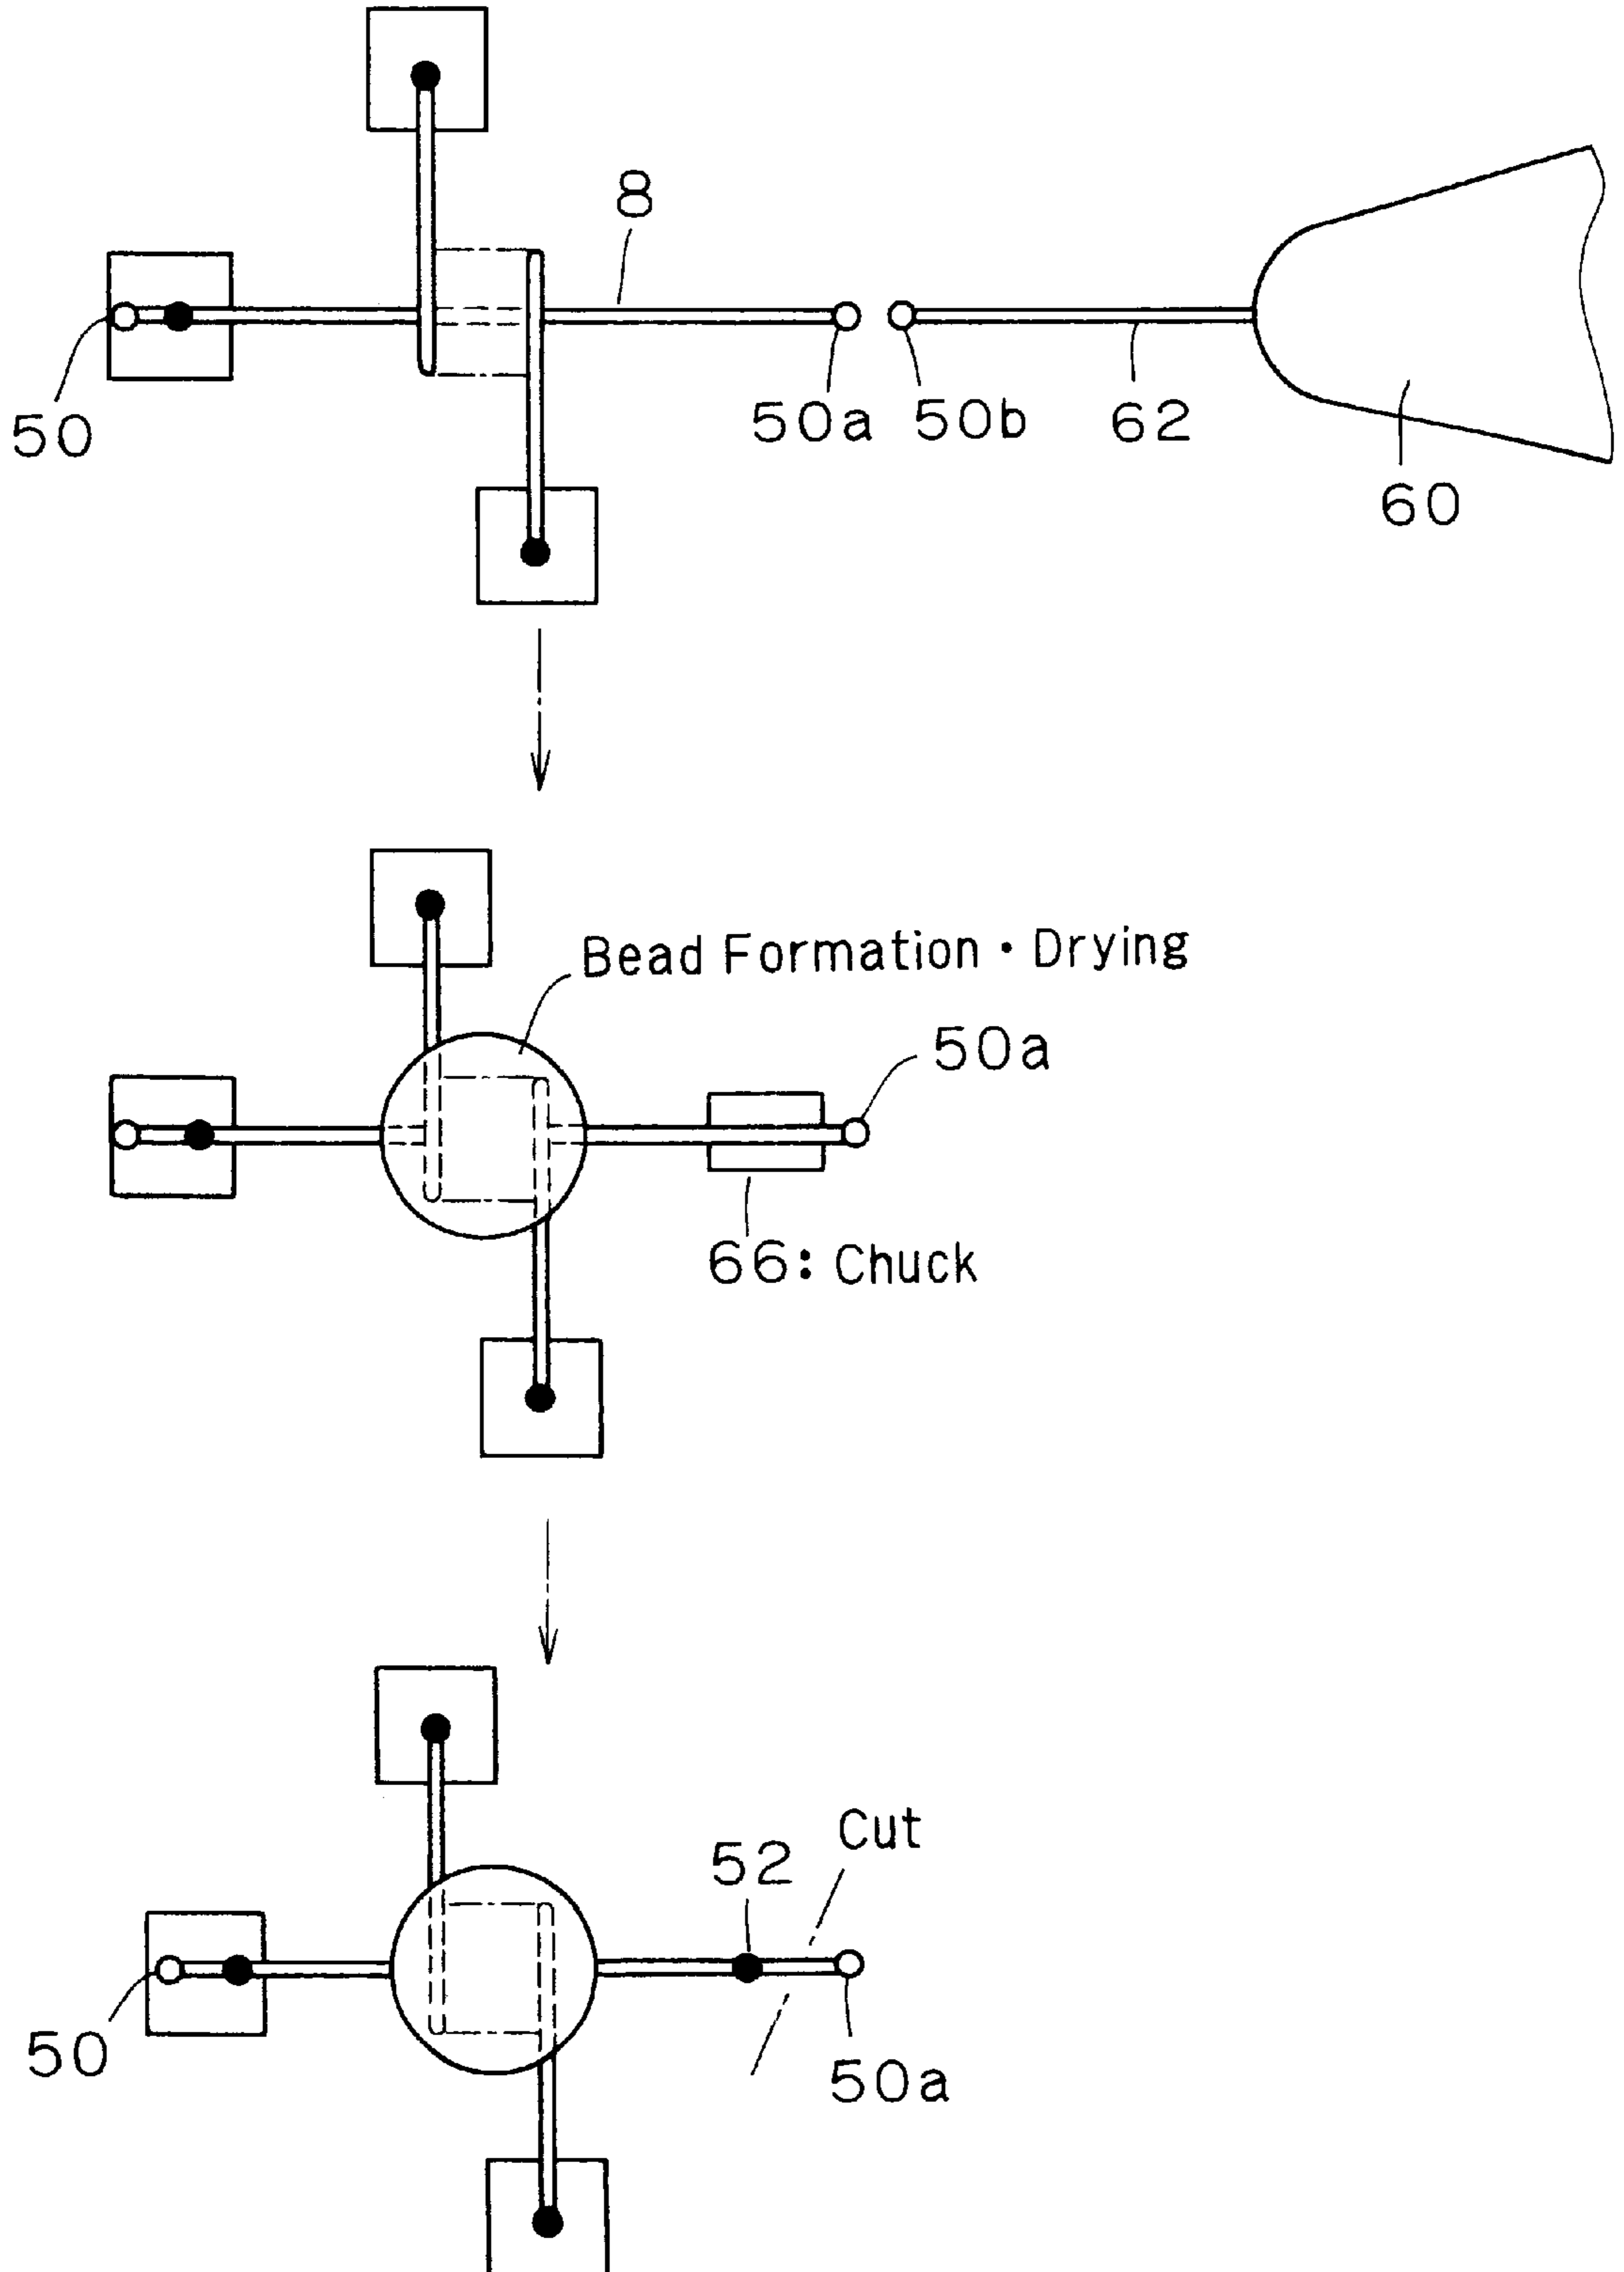 8
50
50a
50b
62
60
Bead Formation · Drying
50a
66: Chuck
Cut
52
50
50a